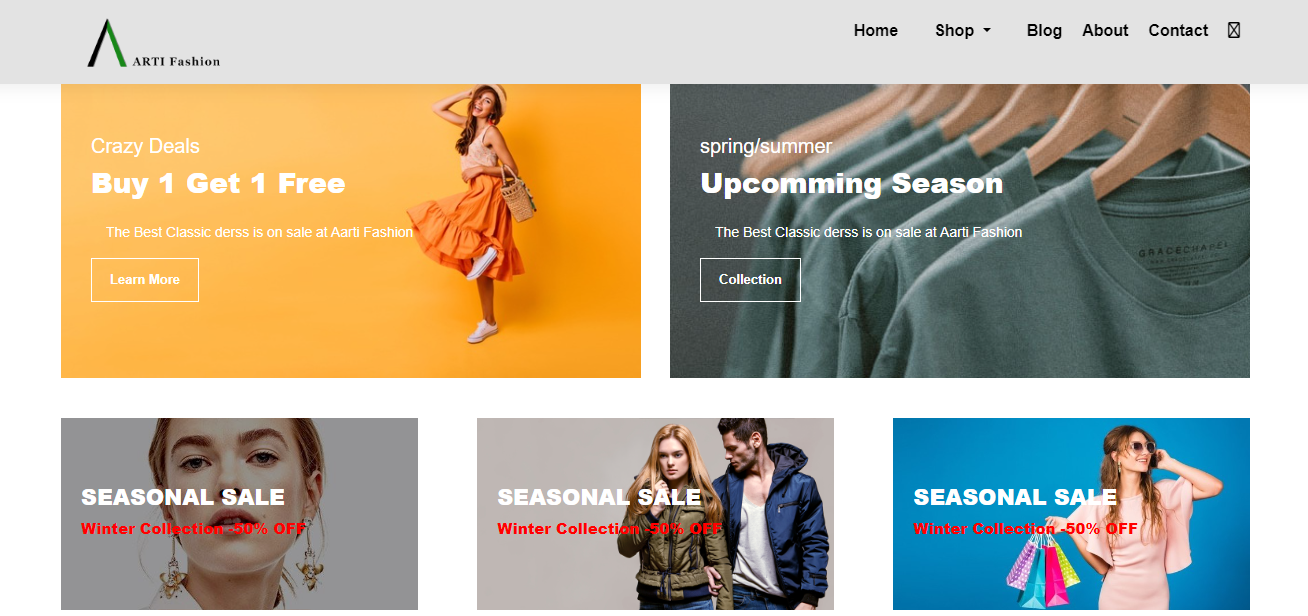 ARTI Fashion
Home Shop Blog About Contact
Crazy Deals
Buy 1 Get 1 Free
The Best Classic derss is on sale at Aarti Fashion
Learn More
spring/summer
Upcomming Season
The Best Classic derss is on sale at Aarti Fashion
Collection
GRACECHAPEL
SEASONAL SALE
Winter Collection -50% OFF
SEASONAL SALE
Winter Collection -50% OFF
SEASONAL SALE
Winter Collection -50% OFF